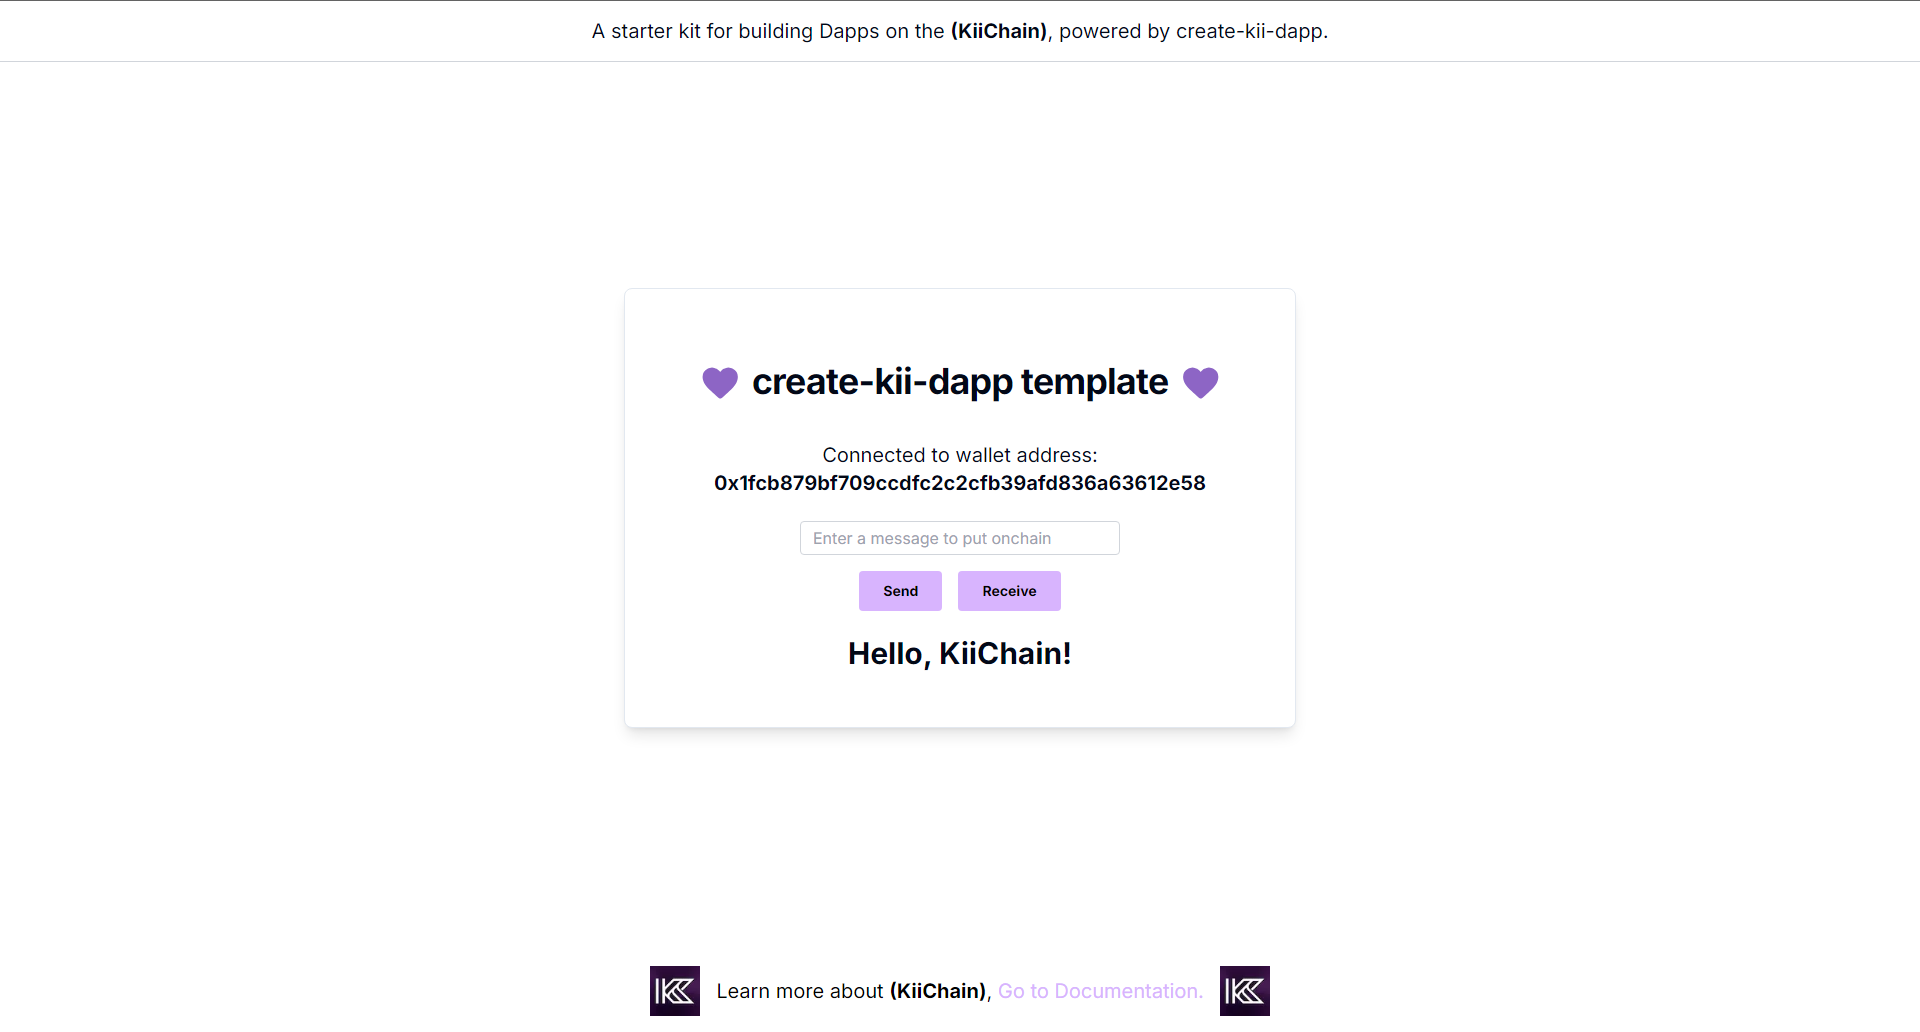 A starter kit for building Dapps on the (KiiChain), powered by create-kii-dapp.
create-kii-dapp template
Connected to wallet address:
0x1fcb879bf709ccdfc2c2cfb39afd836a63612e58
Enter a message to put onchain
Send Receive
Hello, KiiChain!
Learn more about (KiiChain), Go to Documentation.